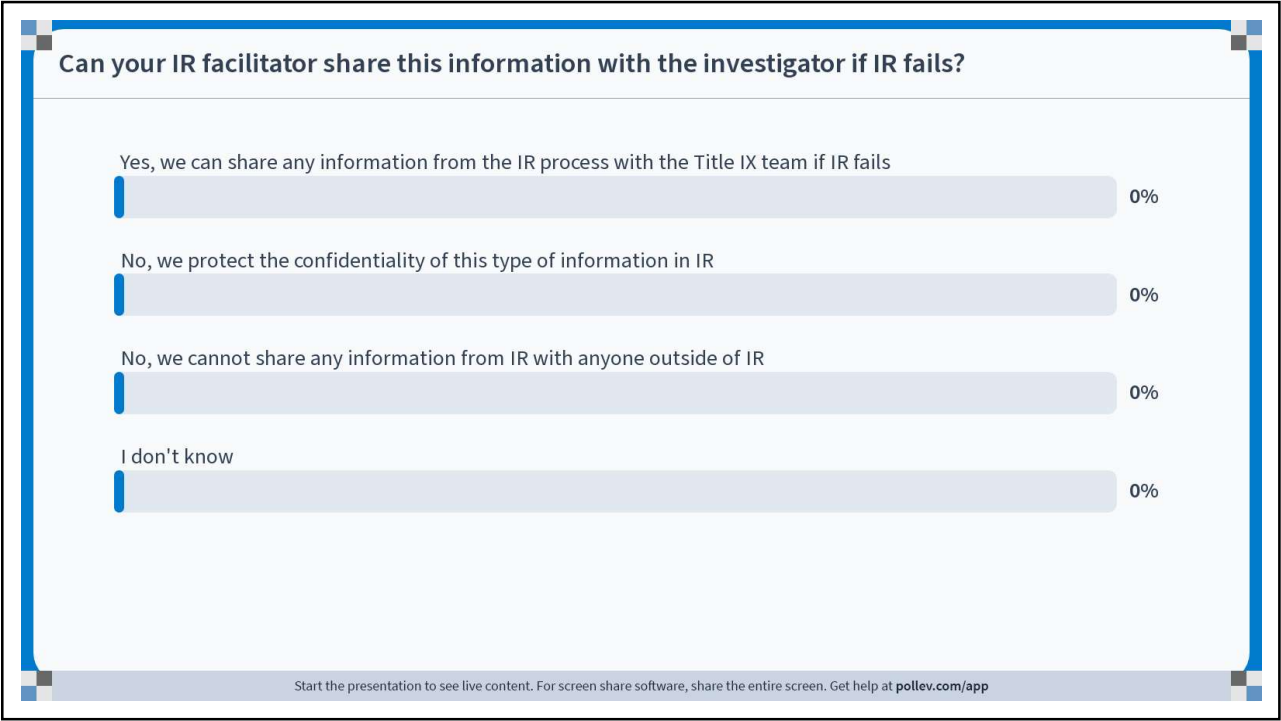 Can your IR facilitator share this information with the investigator if IR fails?
Yes, we can share any information from the IR process with the Title IX team if IR fails
0%
No, we protect the confidentiality of this type of information in IR
0%
No, we cannot share any information from IR with anyone outside of IR
0%
I don't know
0%
Start the presentation to see live content. For screen share software, share the entire screen. Get help at pollev.com/app